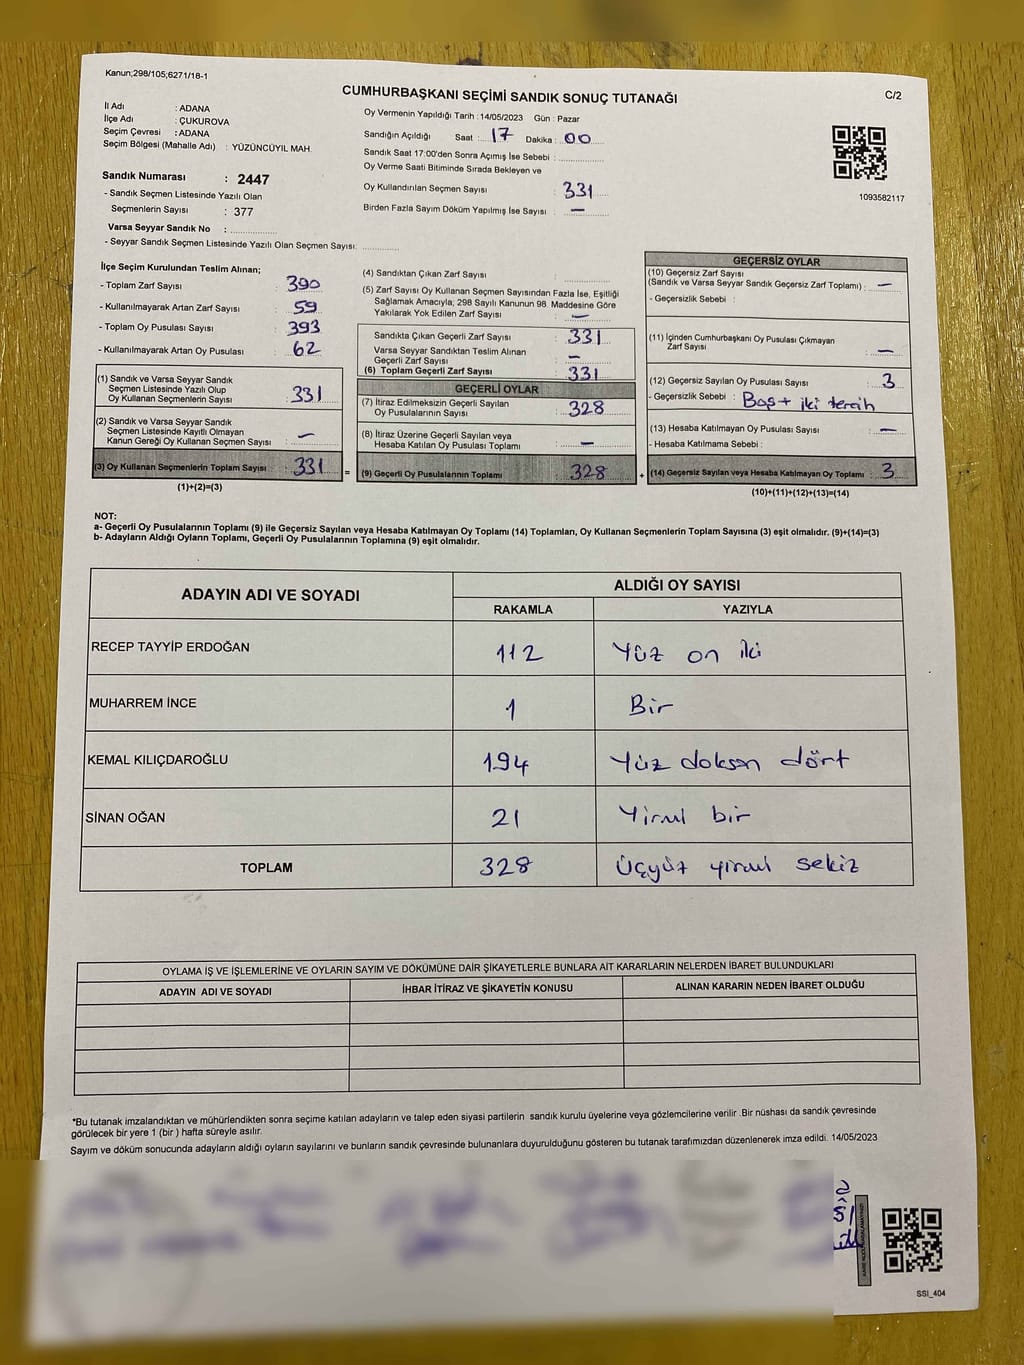 Kanun;298/105;6271/18-1
C/2
CUMHURBAŞKANI SEÇİMİ SANDIK SONUÇ TUTANAĞI
İl Adı : ADANA
İlçe Adı : ÇUKUROVA
Seçim Çevresi : ADANA
Seçim Bölgesi (Mahalle Adı) : YÜZÜNCÜYIL MAH.
Sandık Numarası : 2447
- Sandık Seçmen Listesinde Yazılı Olan
Seçmenlerin Sayısı : 377
Varsa Seyyar Sandık No :
- Seyyar Sandık Seçmen Listesinde Yazılı Olan Seçmen Sayısı:
Oy Vermenin Yapıldığı Tarih : 14/05/2023 Gün : Pazar
Sandığın Açıldığı Saat : 17 Dakika : 00
Sandık Saat 17:00'den Sonra Açımış İse Sebebi :
Oy Verme Saati Bitiminde Sırada Bekleyen ve
Oy Kullandırılan Seçmen Sayısı : 331
Birden Fazla Sayım Döküm Yapılmış İse Sayısı : —
1093582117
İlçe Seçim Kurulundan Teslim Alınan;
- Toplam Zarf Sayısı : 390
- Kullanılmayarak Artan Zarf Sayısı : 59
- Toplam Oy Pusulası Sayısı : 393
- Kullanılmayarak Artan Oy Pusulası : 62
(1) Sandık ve Varsa Seyyar Sandık
Seçmen Listesinde Yazılı Olup
Oy Kullanan Seçmenlerin Sayısı : 331
(2) Sandık ve Varsa Seyyar Sandık
Seçmen Listesinde Kayıtlı Olmayan
Kanun Gereği Oy Kullanan Seçmen Sayısı : —
(3) Oy Kullanan Seçmenlerin Toplam Sayısı : 331
(1)+(2)=(3)
(4) Sandıktan Çıkan Zarf Sayısı :
(5) Zarf Sayısı Oy Kullanan Seçmen Sayısından Fazla İse, Eşitliği
Sağlamak Amacıyla; 298 Sayılı Kanunun 98. Maddesine Göre
Yakılarak Yok Edilen Zarf Sayısı : —
Sandıkta Çıkan Geçerli Zarf Sayısı : 331
Varsa Seyyar Sandıktan Teslim Alınan
Geçerli Zarf Sayısı : —
(6) Toplam Geçerli Zarf Sayısı : 331
GEÇERLİ OYLAR
(7) İtiraz Edilmeksizin Geçerli Sayılan
Oy Pusulalarının Sayısı : 328
(8) İtiraz Üzerine Geçerli Sayılan veya
Hesaba Katılan Oy Pusulası Toplamı : —
= (9) Geçerli Oy Pusulalarının Toplamı : 328
GEÇERSİZ OYLAR
(10) Geçersiz Zarf Sayısı
(Sandık ve Varsa Seyyar Sandık Geçersiz Zarf Toplamı) : —
- Geçersizlik Sebebi :
(11) İçinden Cumhurbaşkanı Oy Pusulası Çıkmayan
Zarf Sayısı : —
(12) Geçersiz Sayılan Oy Pusulası Sayısı : 3
- Geçersizlik Sebebi : Boş + iki tercih
(13) Hesaba Katılmayan Oy Pusulası Sayısı : —
- Hesaba Katılmama Sebebi :
+ (14) Geçersiz Sayılan veya Hesaba Katılmayan Oy Toplamı : 3
(10)+(11)+(12)+(13)=(14)
NOT:
a- Geçerli Oy Pusulalarının Toplamı (9) ile Geçersiz Sayılan veya Hesaba Katılmayan Oy Toplamı (14) Toplamları, Oy Kullanan Seçmenlerin Toplam Sayısına (3) eşit olmalıdır. (9)+(14)=(3)
b- Adayların Aldığı Oyların Toplamı, Geçerli Oy Pusulalarının Toplamına (9) eşit olmalıdır.
ADAYIN ADI VE SOYADI
ALDIĞI OY SAYISI
RAKAMLA YAZIYLA
RECEP TAYYİP ERDOĞAN 112 Yüz on iki
MUHARREM İNCE 1 Bir
KEMAL KILIÇDAROĞLU 194 Yüz doksan dört
SİNAN OĞAN 21 Yirmi bir
TOPLAM 328 Üçyüz yirmi sekiz
OYLAMA İŞ VE İŞLEMLERİNE VE OYLARIN SAYIM VE DÖKÜMÜNE DAİR ŞİKAYETLERLE BUNLARA AİT KARARLARIN NELERDEN İBARET BULUNDUKLARI
ADAYIN ADI VE SOYADI İHBAR İTİRAZ VE ŞİKAYETİN KONUSU ALINAN KARARIN NEDEN İBARET OLDUĞU
*Bu tutanak imzalandıktan ve mühürlendikten sonra seçime katılan adayların ve talep eden siyasi partilerin sandık kurulu üyelerine veya gözlemcilerine verilir .Bir nüshası da sandık çevresinde
görülecek bir yere 1 (bir ) hafta süreyle asılır.
Sayım ve döküm sonucunda adayların aldığı oyların sayılarını ve bunların sandık çevresinde bulunanlara duyurulduğunu gösteren bu tutanak tarafımızdan düzenlenerek imza edildi. 14/05/2023
SSI_404